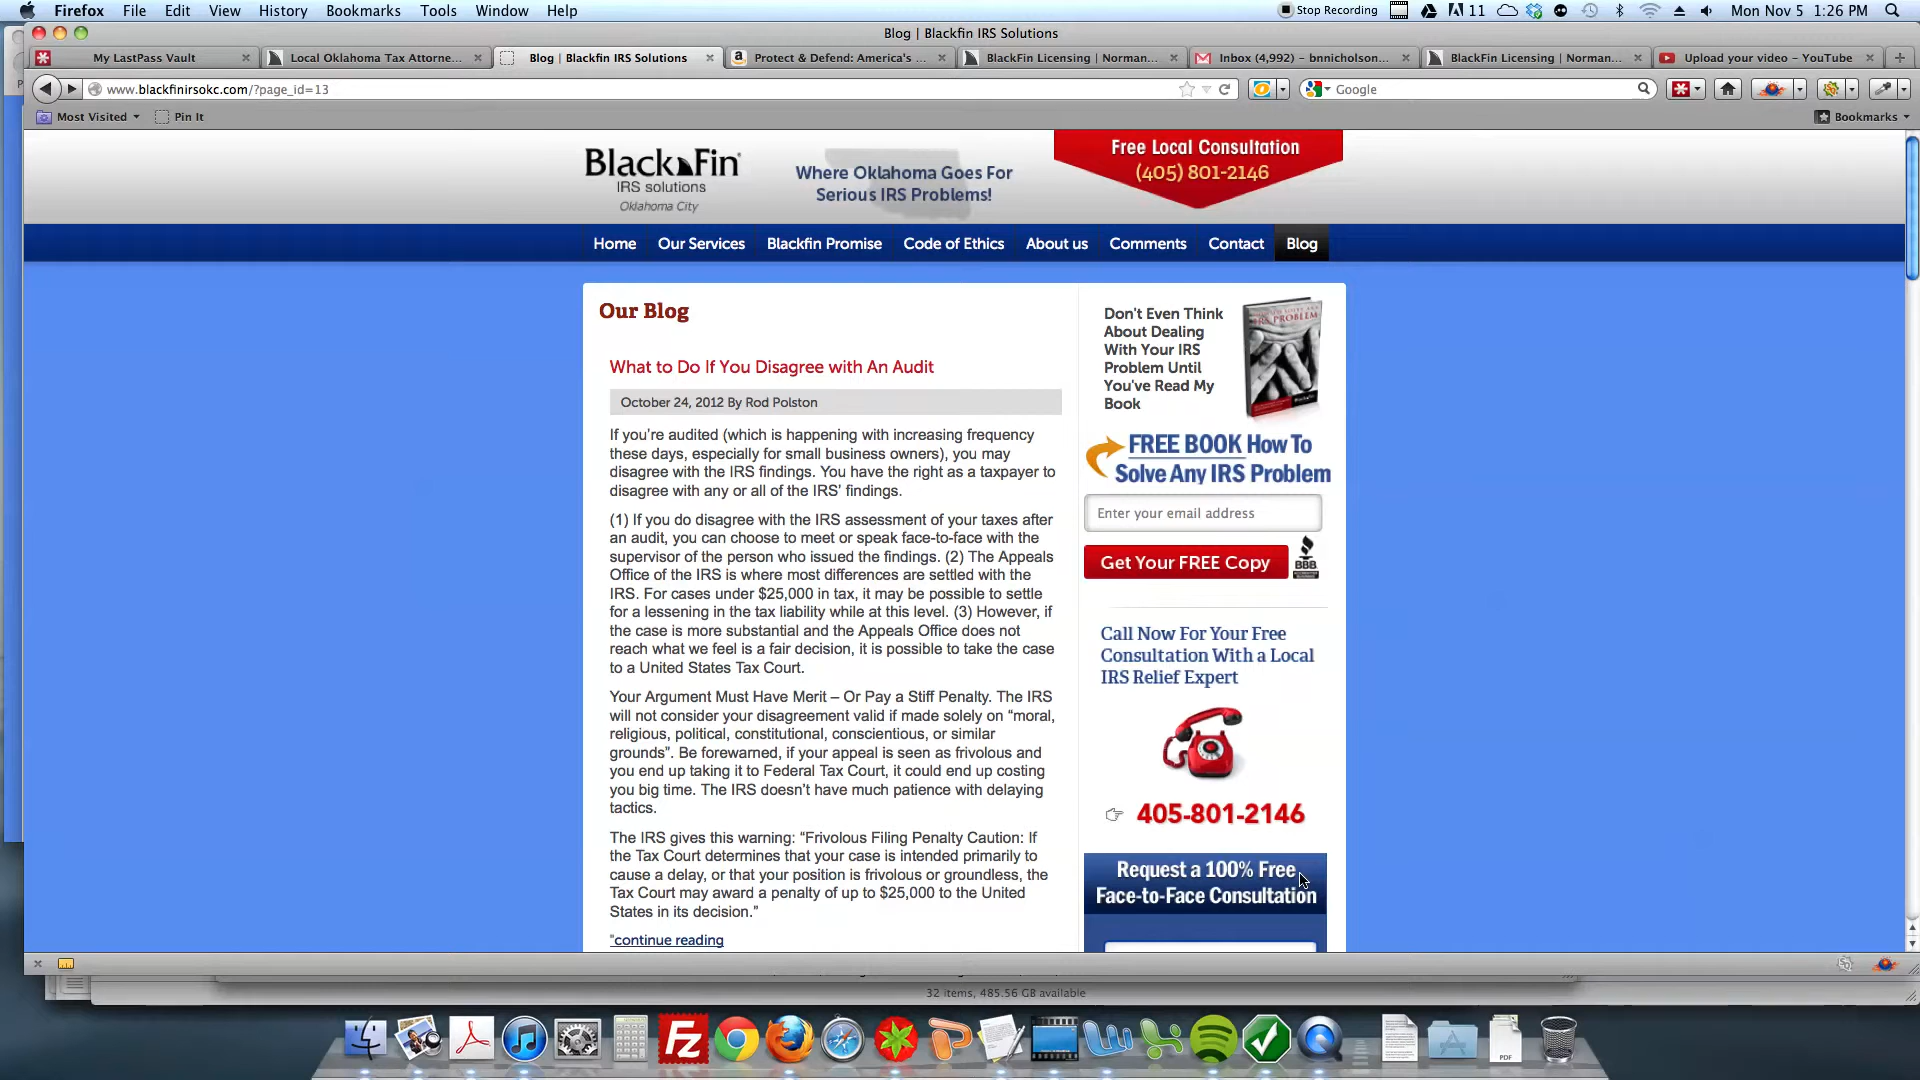 Firefox File Edit View History Bookmarks Tools Window Help
Stop Recording 11 Mon Nov 5 1:26 PM
Blog | Blackfin IRS Solutions
My LastPass Vault
Local Oklahoma Tax Attorne...
Blog | Blackfin IRS Solutions
Protect & Defend: America's ...
BlackFin Licensing | Norman...
Inbox (4,992) – bnnicholson...
BlackFin Licensing | Norman...
Upload your video – YouTube
www.blackfinirsokc.com/?page_id=13
Google
Most Visited Pin It Bookmarks
BlackFin
IRS solutions
Oklahoma City
Where Oklahoma Goes For
Serious IRS Problems!
Free Local Consultation
(405) 801-2146
Home Our Services Blackfin Promise Code of Ethics About us Comments Contact Blog
Our Blog
What to Do If You Disagree with An Audit
October 24, 2012 By Rod Polston
If you’re audited (which is happening with increasing frequency
these days, especially for small business owners), you may
disagree with the IRS findings. You have the right as a taxpayer to
disagree with any or all of the IRS’ findings.
(1) If you do disagree with the IRS assessment of your taxes after
an audit, you can choose to meet or speak face-to-face with the
supervisor of the person who issued the findings. (2) The Appeals
Office of the IRS is where most differences are settled with the
IRS. For cases under $25,000 in tax, it may be possible to settle
for a lessening in the tax liability while at this level. (3) However, if
the case is more substantial and the Appeals Office does not
reach what we feel is a fair decision, it is possible to take the case
to a United States Tax Court.
Your Argument Must Have Merit – Or Pay a Stiff Penalty. The IRS
will not consider your disagreement valid if made solely on “moral,
religious, political, constitutional, conscientious, or similar
grounds”. Be forewarned, if your appeal is seen as frivolous and
you end up taking it to Federal Tax Court, it could end up costing
you big time. The IRS doesn’t have much patience with delaying
tactics.
The IRS gives this warning: “Frivolous Filing Penalty Caution: If
the Tax Court determines that your case is intended primarily to
cause a delay, or that your position is frivolous or groundless, the
Tax Court may award a penalty of up to $25,000 to the United
States in its decision.”
"continue reading
Don't Even Think
About Dealing
With Your IRS
Problem Until
You've Read My
Book
IRS PROBLEM
FREE BOOK How To
Solve Any IRS Problem
Enter your email address
Get Your FREE Copy
BBB
Call Now For Your Free
Consultation With a Local
IRS Relief Expert
405-801-2146
Request a 100% Free
Face-to-Face Consultation
32 items, 485.56 GB available
PDF